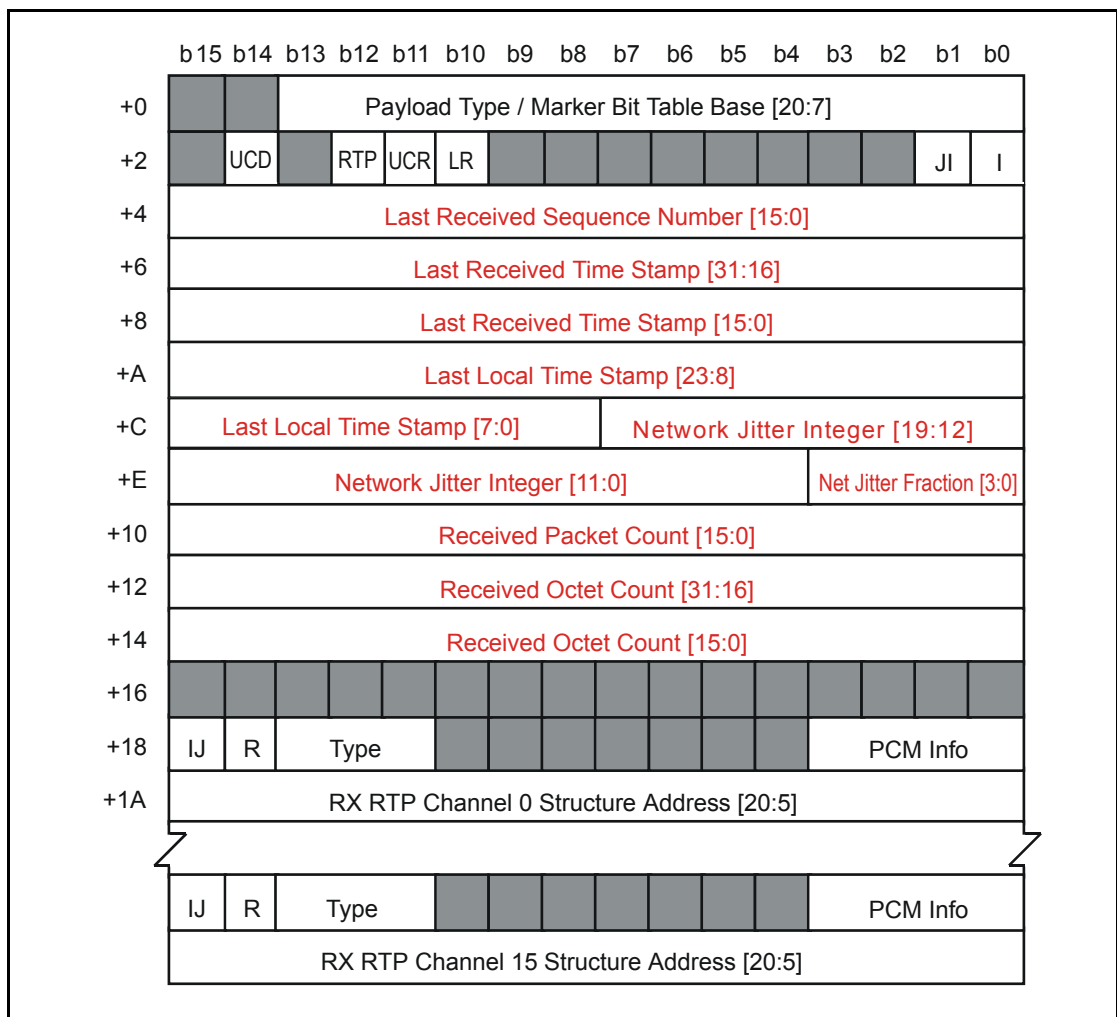 b15 b14 b13 b12 b11 b10 b9 b8 b7 b6 b5 b4 b3 b2 b1 b0
+0 Payload Type / Marker Bit Table Base [20:7]
+2 UCD RTP UCR LR JI I
+4 Last Received Sequence Number [15:0]
+6 Last Received Time Stamp [31:16]
+8 Last Received Time Stamp [15:0]
+A Last Local Time Stamp [23:8]
+C Last Local Time Stamp [7:0] Network Jitter Integer [19:12]
+E Network Jitter Integer [11:0] Net Jitter Fraction [3:0]
+10 Received Packet Count [15:0]
+12 Received Octet Count [31:16]
+14 Received Octet Count [15:0]
+16
+18 IJ R Type PCM Info
+1A RX RTP Channel 0 Structure Address [20:5]
IJ R Type PCM Info
RX RTP Channel 15 Structure Address [20:5]